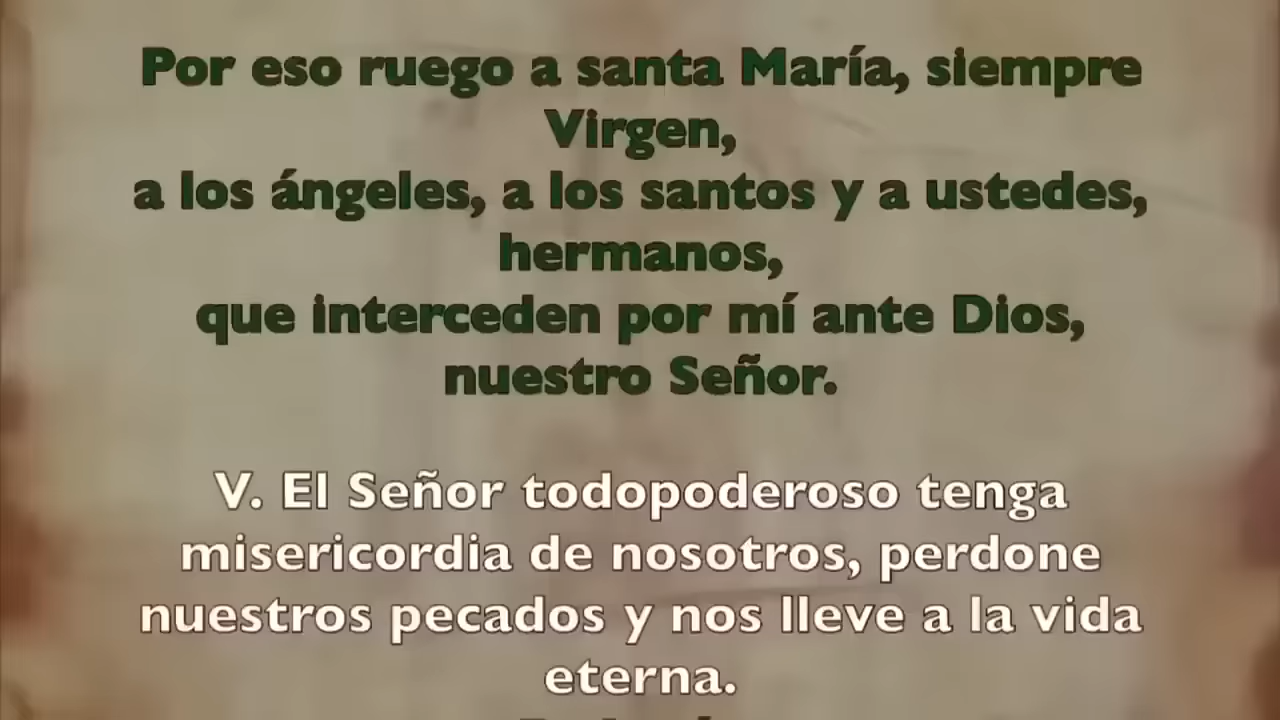 Por eso ruego a santa María, siempre
Virgen,
a los ángeles, a los santos y a ustedes,
hermanos,
que interceden por mí ante Dios,
nuestro Señor.
V. El Señor todopoderoso tenga
misericordia de nosotros, perdone
nuestros pecados y nos lleve a la vida
eterna.